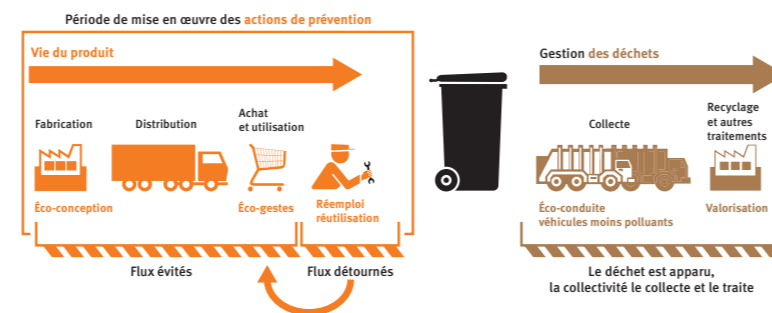 Période de mise en œuvre des actions de prévention
Vie du produit
Fabrication
Distribution
Achat
et utilisation
Éco-conception
Éco-gestes
Réemploi
réutilisation
Flux évités
Flux détournés
Gestion des déchets
Collecte
Recyclage
et autres
traitements
Éco-conduite
véhicules moins polluants
Valorisation
Le déchet est apparu,
la collectivité le collecte et le traite